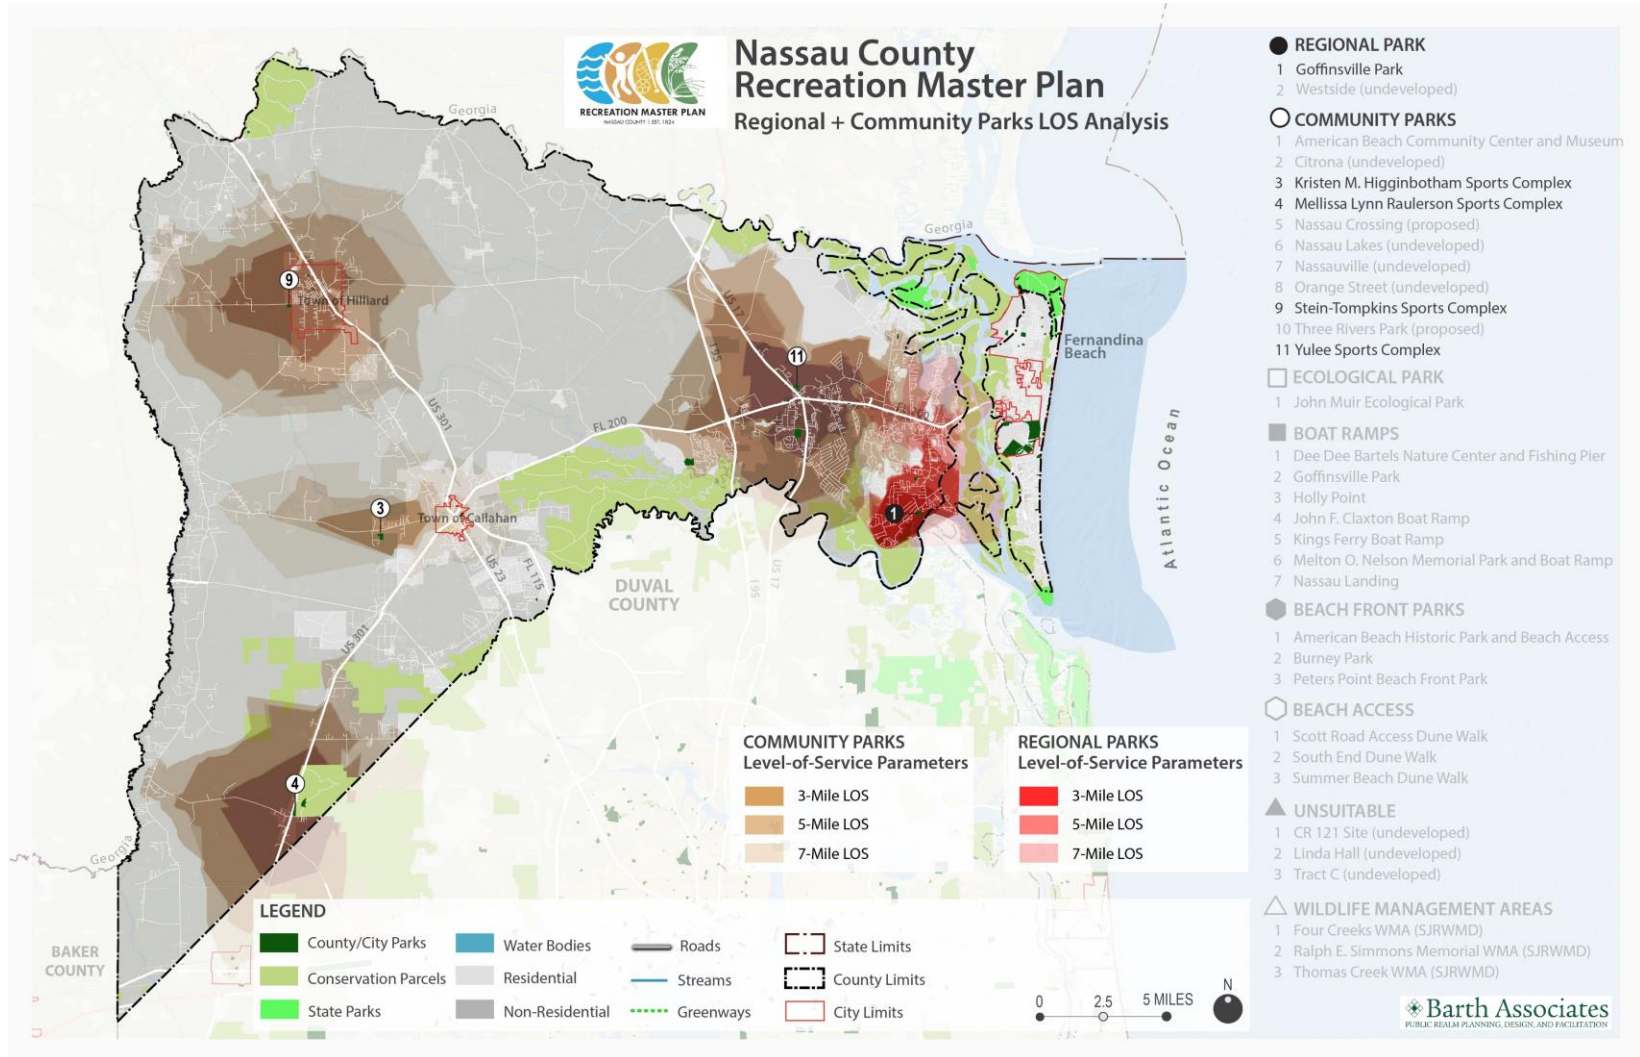 RECREATION MASTER PLAN
NASSAU COUNTY | EST. 1824
Nassau County
Recreation Master Plan
Regional + Community Parks LOS Analysis
Georgia
Georgia
Georgia
9
Town of Hilliard
US 301
3
Town of Callahan
US 23
FL 115
US 301
4
FL 200
US 17
I 95
11
FL 200
1
Fernandina
Beach
Atlantic Ocean
DUVAL
COUNTY
I 95
US 17
BAKER
COUNTY
REGIONAL PARK
1 Goffinsville Park
2 Westside (undeveloped)
COMMUNITY PARKS
1 American Beach Community Center and Museum
2 Citrona (undeveloped)
3 Kristen M. Higginbotham Sports Complex
4 Mellissa Lynn Raulerson Sports Complex
5 Nassau Crossing (proposed)
6 Nassau Lakes (undeveloped)
7 Nassauville (undeveloped)
8 Orange Street (undeveloped)
9 Stein-Tompkins Sports Complex
10 Three Rivers Park (proposed)
11 Yulee Sports Complex
ECOLOGICAL PARK
1 John Muir Ecological Park
BOAT RAMPS
1 Dee Dee Bartels Nature Center and Fishing Pier
2 Goffinsville Park
3 Holly Point
4 John F. Claxton Boat Ramp
5 Kings Ferry Boat Ramp
6 Melton O. Nelson Memorial Park and Boat Ramp
7 Nassau Landing
BEACH FRONT PARKS
1 American Beach Historic Park and Beach Access
2 Burney Park
3 Peters Point Beach Front Park
BEACH ACCESS
1 Scott Road Access Dune Walk
2 South End Dune Walk
3 Summer Beach Dune Walk
UNSUITABLE
1 CR 121 Site (undeveloped)
2 Linda Hall (undeveloped)
3 Tract C (undeveloped)
WILDLIFE MANAGEMENT AREAS
1 Four Creeks WMA (SJRWMD)
2 Ralph E. Simmons Memorial WMA (SJRWMD)
3 Thomas Creek WMA (SJRWMD)
COMMUNITY PARKS
Level-of-Service Parameters
3-Mile LOS
5-Mile LOS
7-Mile LOS
REGIONAL PARKS
Level-of-Service Parameters
3-Mile LOS
5-Mile LOS
7-Mile LOS
LEGEND
County/City Parks
Conservation Parcels
State Parks
Water Bodies
Residential
Non-Residential
Roads
Streams
Greenways
State Limits
County Limits
City Limits
0 2.5 5 MILES
N
Barth Associates
PUBLIC REALM PLANNING, DESIGN, AND FACILITATION